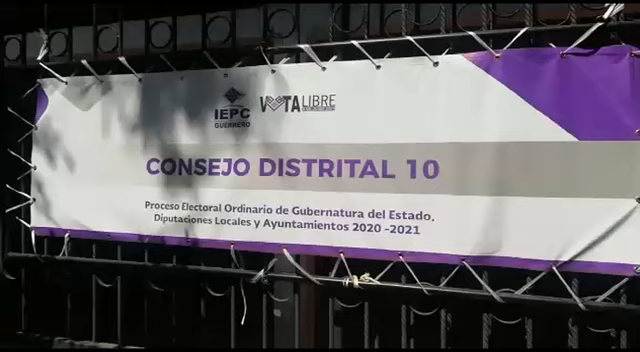 IEPC
GUERRERO
VOTA LIBRE
CONSEJO DISTRITAL 10
Proceso Electoral Ordinario de Gubernatura del Estado,
Diputaciones Locales y Ayuntamientos 2020 -2021